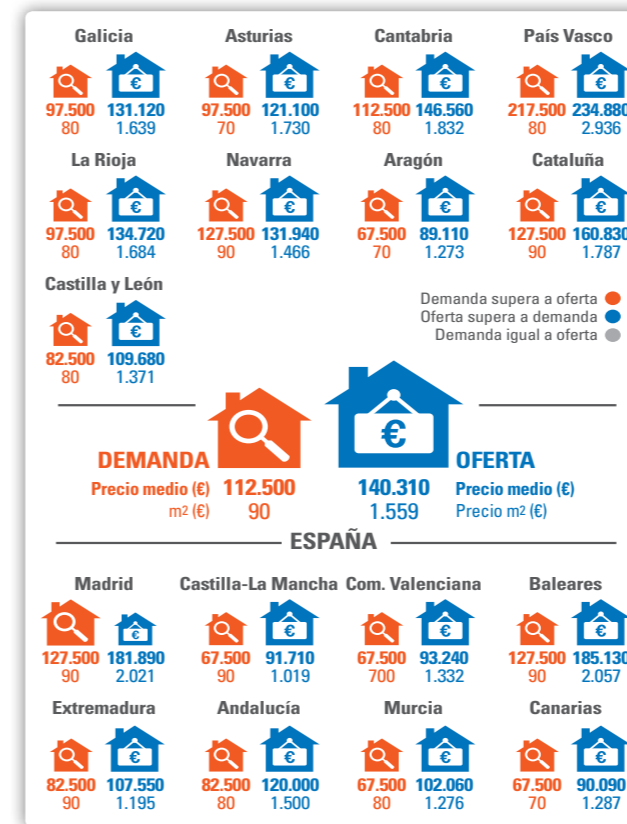 Galicia Asturias Cantabria País Vasco
€ € € €
97.500 131.120 97.500 121.100 112.500 146.560 217.500 234.880
80 1.639 70 1.730 80 1.832 80 2.936
La Rioja Navarra Aragón Cataluña
€ € € €
97.500 134.720 127.500 131.940 67.500 89.110 127.500 160.830
80 1.684 90 1.466 70 1.273 90 1.787
Castilla y León
€
82.500 109.680
80 1.371
Demanda supera a oferta
Oferta supera a demanda
Demanda igual a oferta
€
DEMANDA OFERTA
Precio medio (€) 112.500 140.310 Precio medio (€)
m2 (€) 90 1.559 Precio m2 (€)
ESPAÑA
Madrid Castilla-La Mancha Com. Valenciana Baleares
€ € € €
127.500 181.890 67.500 91.710 67.500 93.240 127.500 185.130
90 2.021 90 1.019 700 1.332 90 2.057
Extremadura Andalucía Murcia Canarias
€ € € €
82.500 107.550 82.500 120.000 67.500 102.060 67.500 90.090
90 1.195 80 1.500 80 1.276 70 1.287